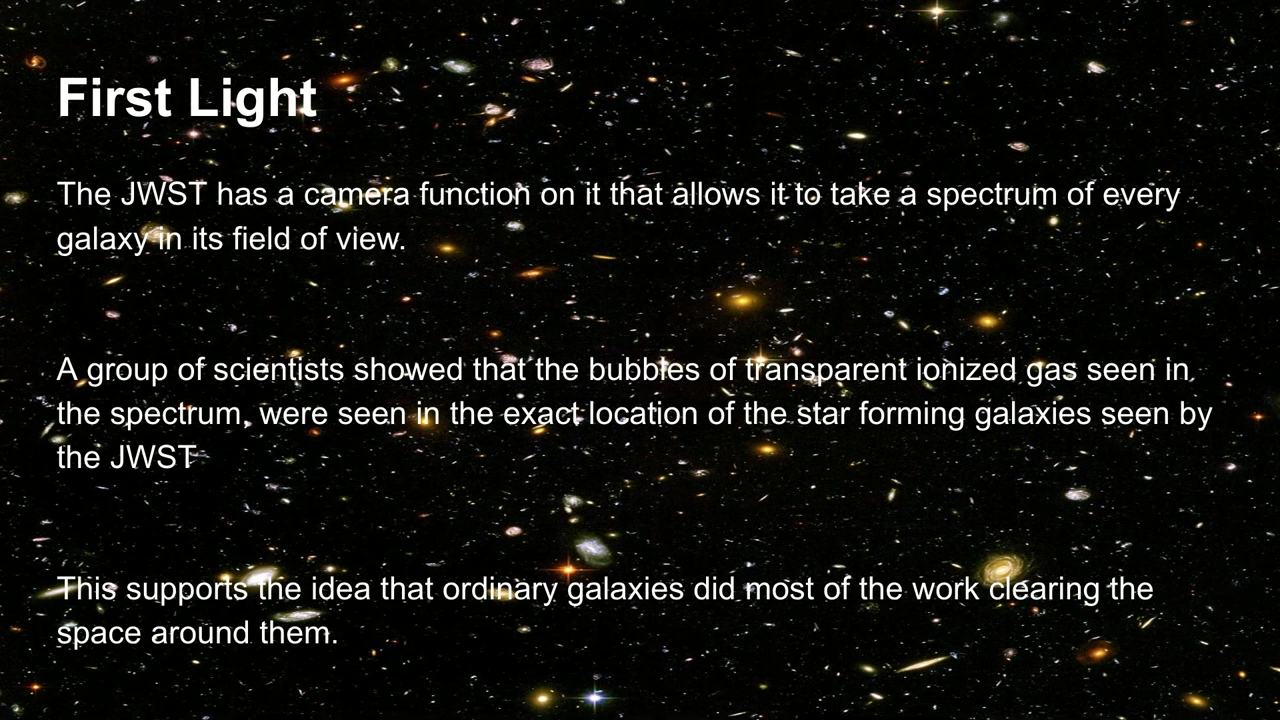 First Light
The JWST has a camera function on it that allows it to take a spectrum of every
galaxy in its field of view.
A group of scientists showed that the bubbles of transparent ionized gas seen in
the spectrum, were seen in the exact location of the star forming galaxies seen by
the JWST
This supports the idea that ordinary galaxies did most of the work clearing the
space around them.